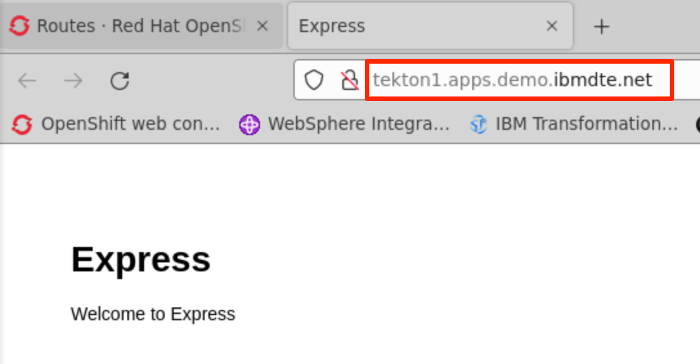 Routes · Red Hat OpenS
Express
tekton1.apps.demo.ibmdte.net
OpenShift web con...
WebSphere Integra...
IBM Transformation...
Express
Welcome to Express